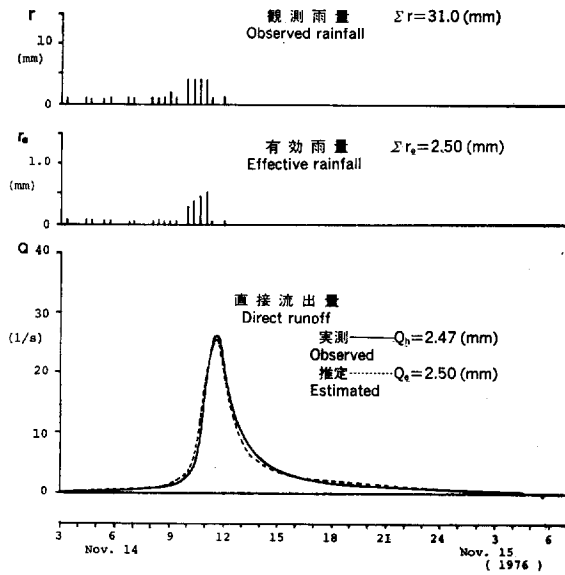 r
観測雨量 Σr=31.0 (mm)
Observed rainfall
10
(mm)
0
re
有効雨量 Σre=2.50 (mm)
Effective rainfall
1.0
(mm)
0
Q
40
直接流出量
Direct runoff
30
(1/s)
実測 Qh=2.47 (mm)
Observed
推定 Qe=2.50 (mm)
Estimated
20
10
0
3 6 9 12 15 18 21 24 3 6
Nov. 14 Nov. 15
( 1976 )